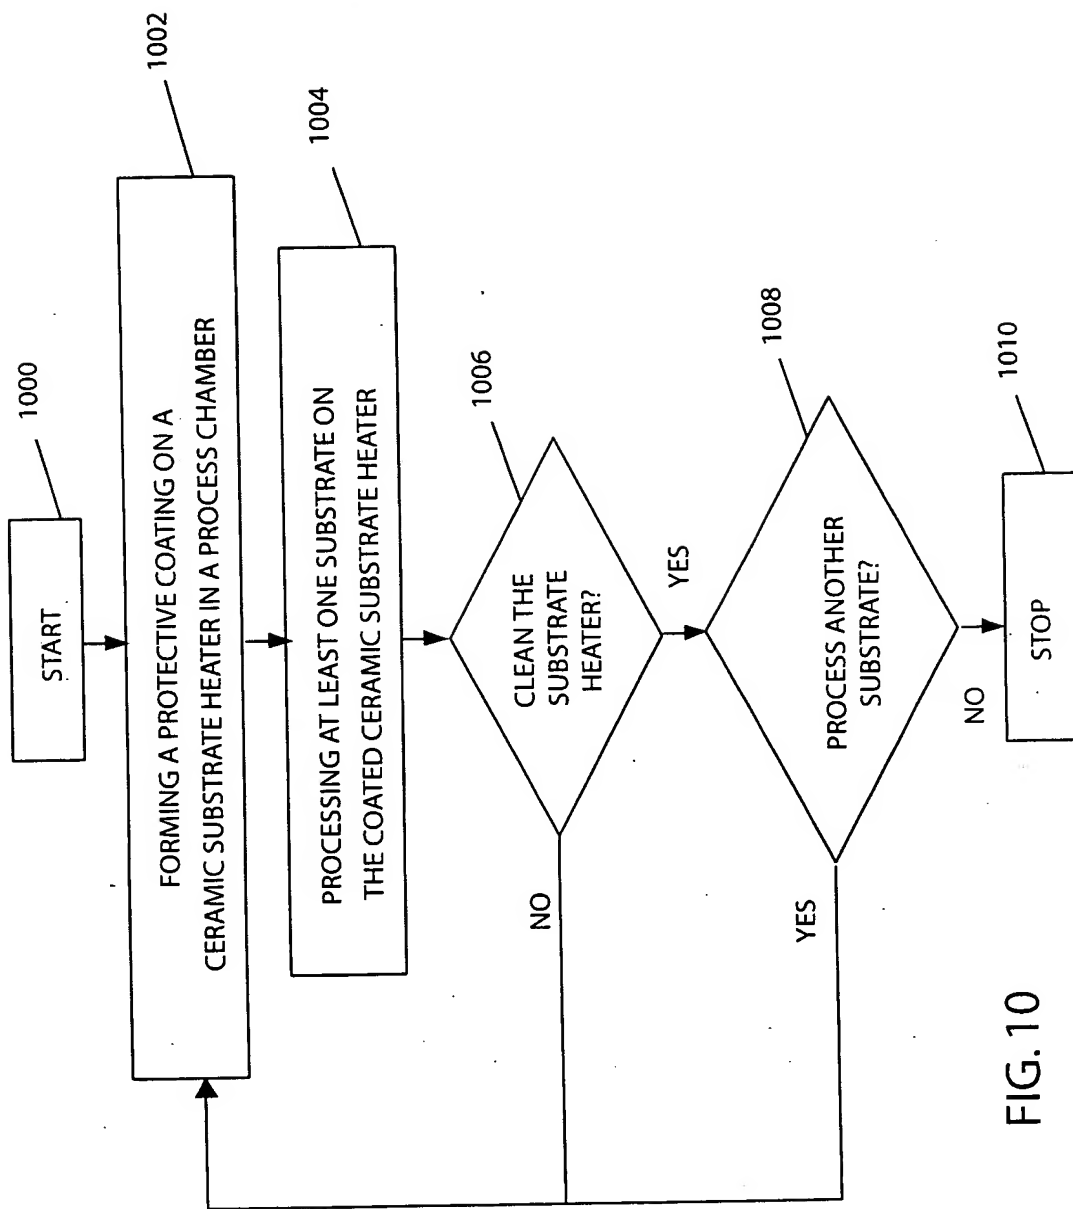 START
1000
FORMING A PROTECTIVE COATING ON A
CERAMIC SUBSTRATE HEATER IN A PROCESS CHAMBER
1002
PROCESSING AT LEAST ONE SUBSTRATE ON
THE COATED CERAMIC SUBSTRATE HEATER
1004
CLEAN THE
SUBSTRATE
HEATER?
1006
NO
YES
PROCESS ANOTHER
SUBSTRATE?
1008
YES
NO
STOP
1010
FIG. 10